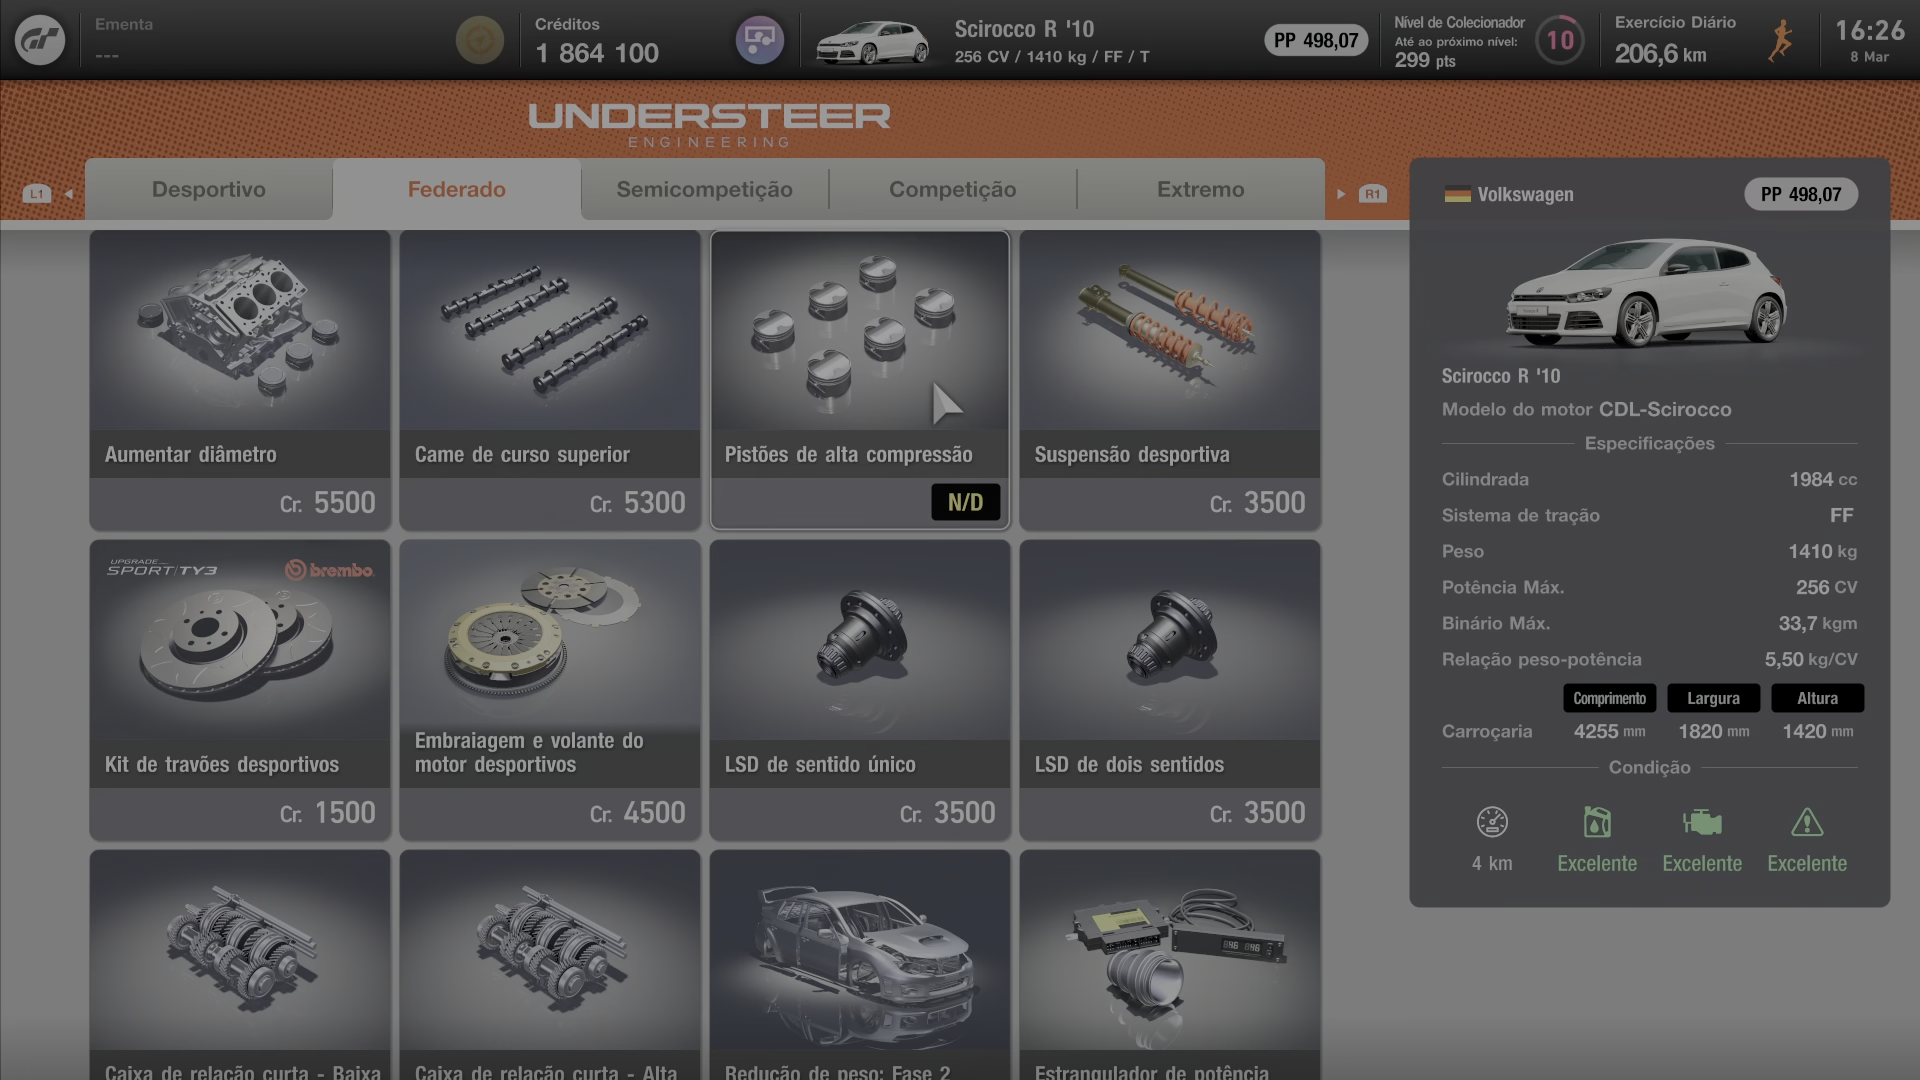 Ementa
---
Créditos
1 864 100
Scirocco R '10
256 CV / 1410 kg / FF / T
PP 498,07
Nível de Colecionador
Até ao próximo nível:
299 pts
10
Exercício Diário
206,6 km
16:26
8 Mar
UNDERSTEER
ENGINEERING
L1
Desportivo
Federado
Semicompetição
Competição
Extremo
R1
Aumentar diâmetro
Cr. 5500
Came de curso superior
Cr. 5300
Pistões de alta compressão
N/D
Suspensão desportiva
Cr. 3500
UPGRADE
SPORT/TY3
brembo
Kit de travões desportivos
Cr. 1500
Embraiagem e volante do
motor desportivos
Cr. 4500
LSD de sentido único
Cr. 3500
LSD de dois sentidos
Cr. 3500
Caixa de relação curta - Baixa
Caixa de relação curta - Alta
Redução de peso: Fase 2
Estrangulador de potência
Volkswagen
PP 498,07
Scirocco R '10
Modelo do motor CDL-Scirocco
Especificações
Cilindrada 1984 cc
Sistema de tração FF
Peso 1410 kg
Potência Máx. 256 CV
Binário Máx. 33,7 kgm
Relação peso-potência 5,50 kg/CV
Comprimento Largura Altura
Carroçaria 4255 mm 1820 mm 1420 mm
Condição
4 km Excelente Excelente Excelente